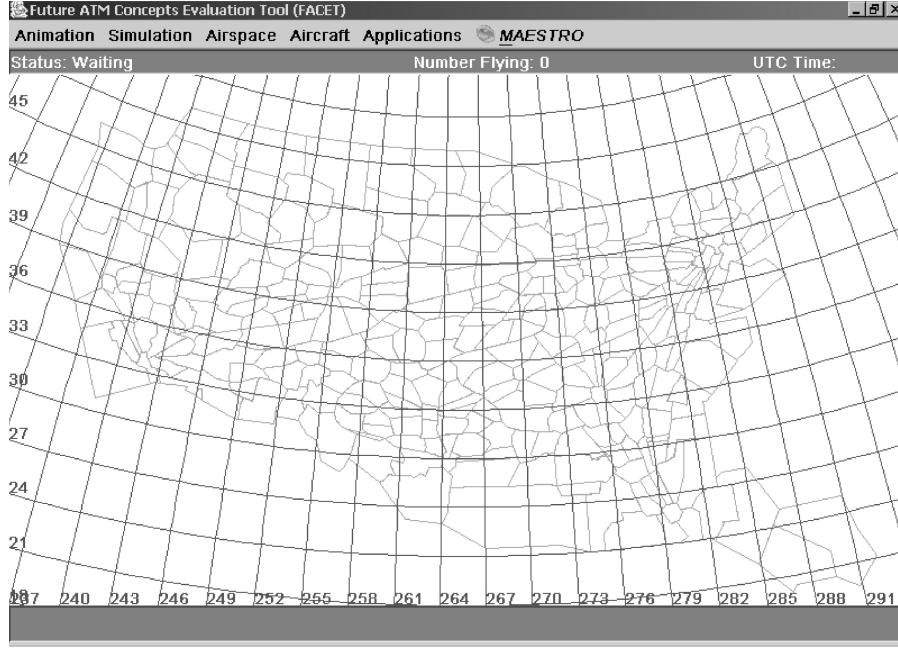 Future ATM Concepts Evaluation Tool (FACET)
Animation Simulation Airspace Aircraft Applications MAESTRO
Status: Waiting Number Flying: 0 UTC Time:
45
42
39
36
33
30
27
24
21
18
237 240 243 246 249 252 255 258 261 264 267 270 273 276 279 282 285 288 291